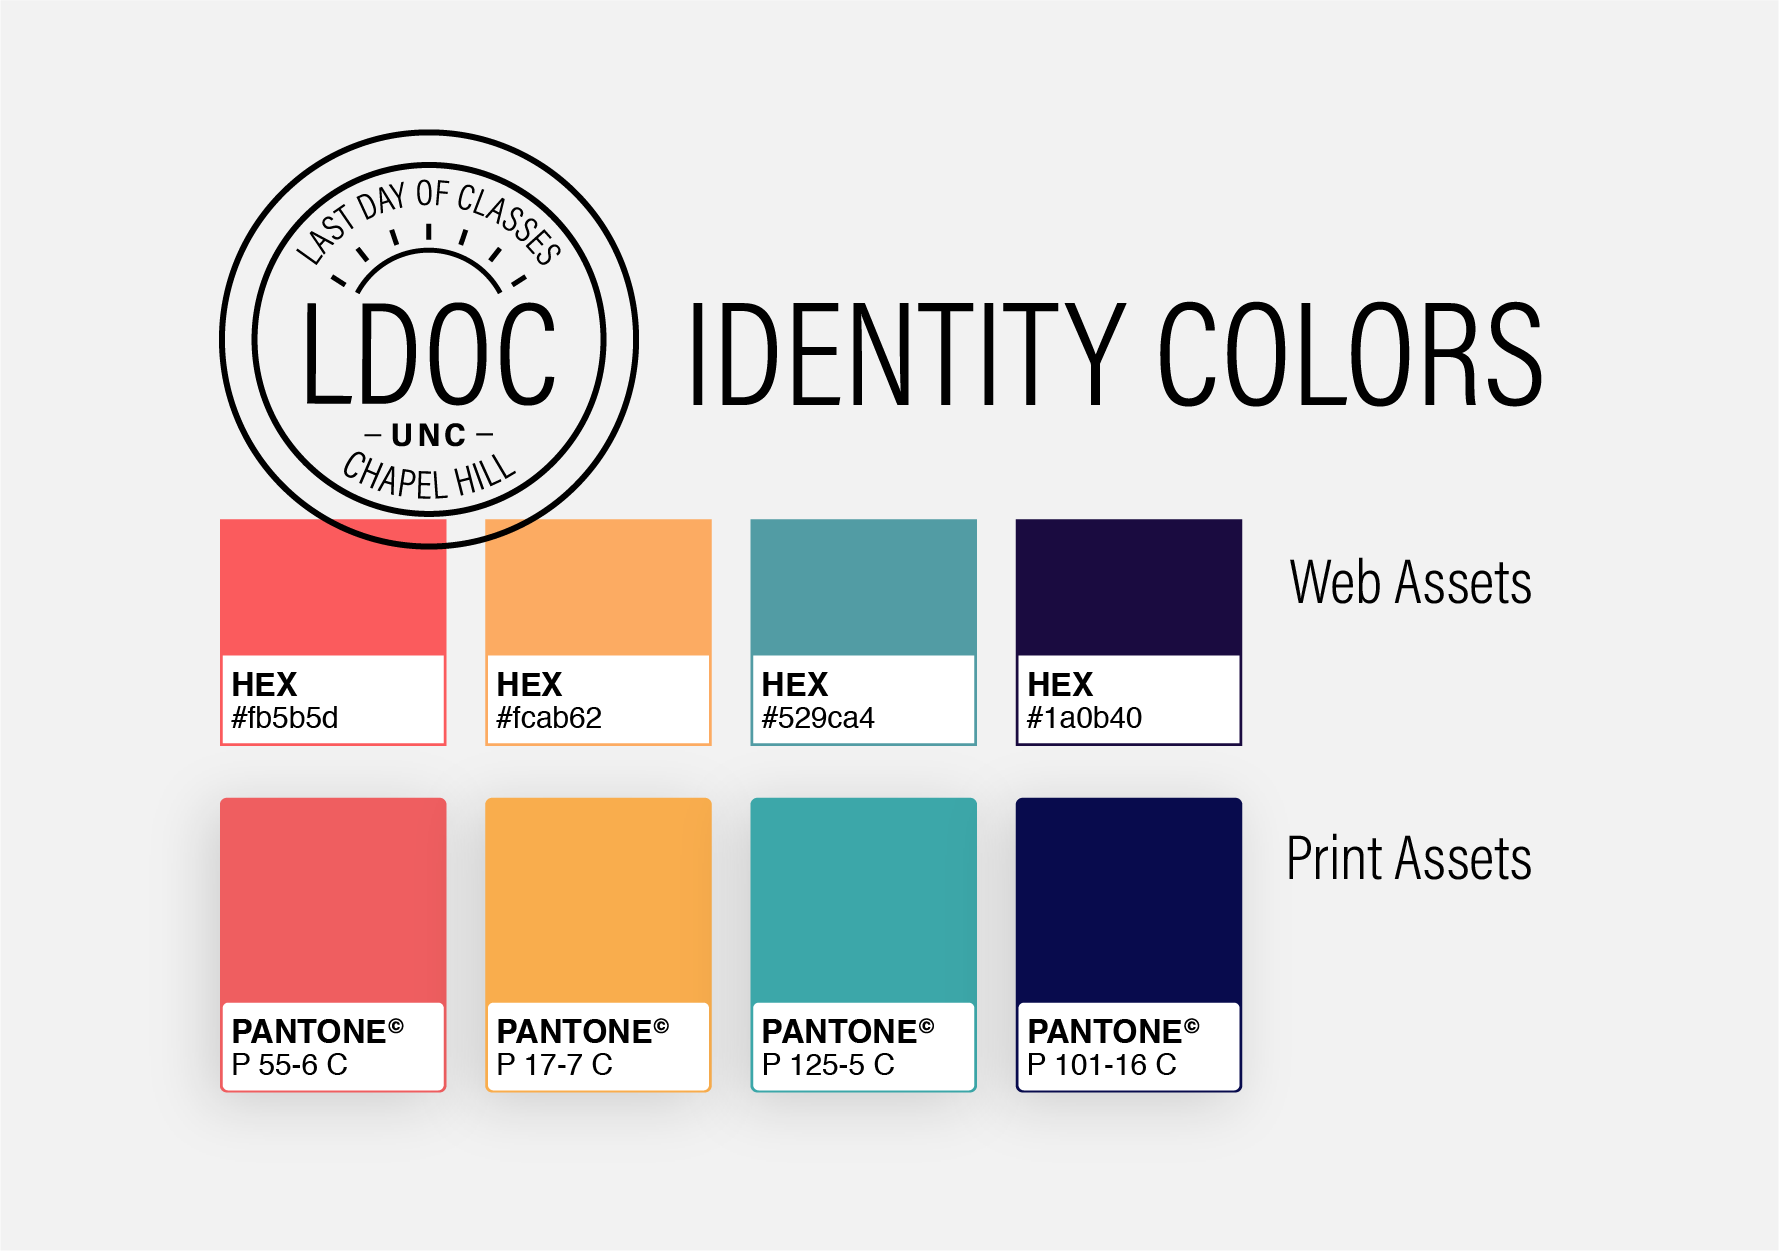 LAST DAY OF CLASSES
LDOC
– UNC –
CHAPEL HILL
IDENTITY COLORS
Web Assets
HEX
#fb5b5d
HEX
#fcab62
HEX
#529ca4
HEX
#1a0b40
Print Assets
PANTONE©
P 55-6 C
PANTONE©
P 17-7 C
PANTONE©
P 125-5 C
PANTONE©
P 101-16 C